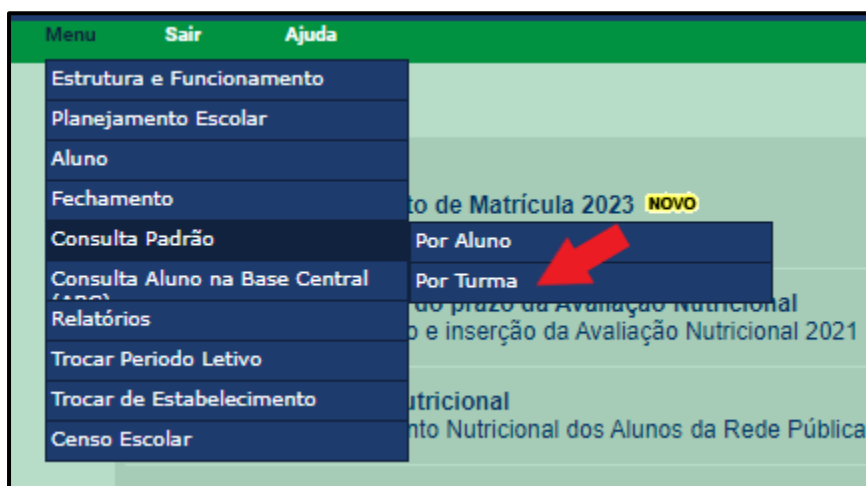 Menu Sair Ajuda
Estrutura e Funcionamento
Planejamento Escolar
Aluno
Fechamento
to de Matrícula 2023 NOVO
Consulta Padrão
Por Aluno
Consulta Aluno na Base Central
Por Turma
do prazo da Avaliação Nutricional
Relatórios
o e inserção da Avaliação Nutricional 2021
Trocar Periodo Letivo
Trocar de Estabelecimento
utricional
Censo Escolar
nto Nutricional dos Alunos da Rede Pública